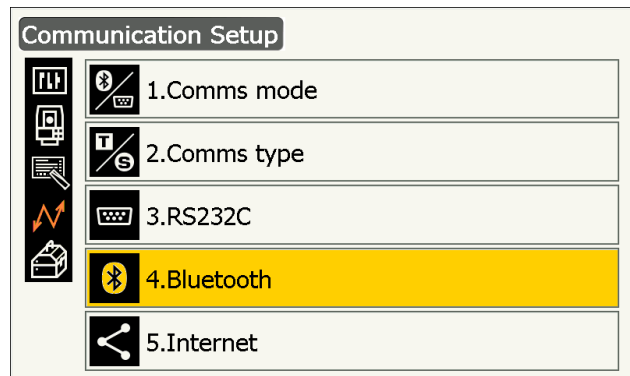 Communication Setup
1.Comms mode
T
S
2.Comms type
3.RS232C
4.Bluetooth
5.Internet